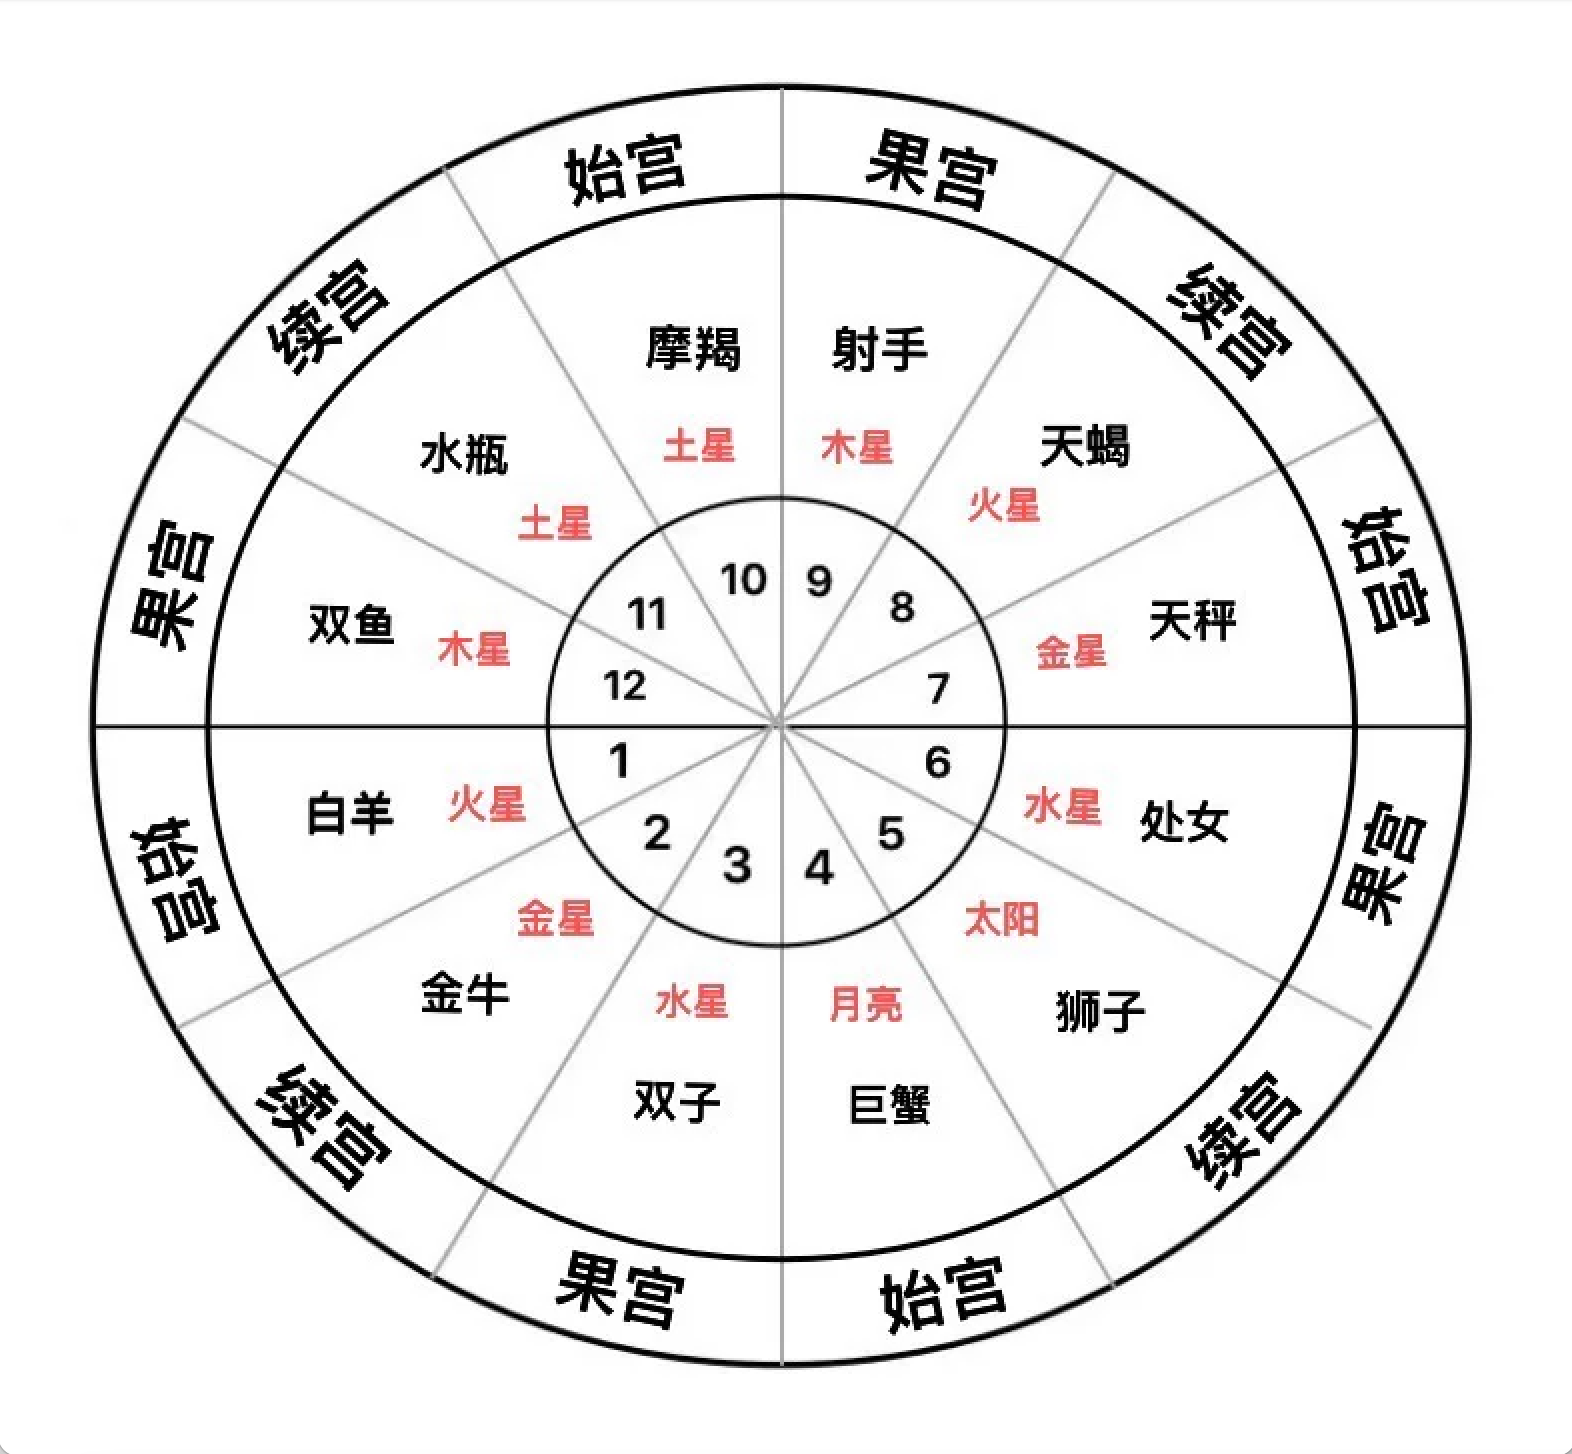 始宫
果宫
续宫
续宫
摩羯
射手
土星
木星
水瓶
天蝎
土星
火星
果宫
始宫
10
9
11
8
双鱼
木星
金星
天秤
12
7
1
6
白羊
火星
水星
处女
2
5
3
4
始宫
果宫
金星
太阳
金牛
狮子
水星
月亮
双子
巨蟹
续宫
续宫
果宫
始宫